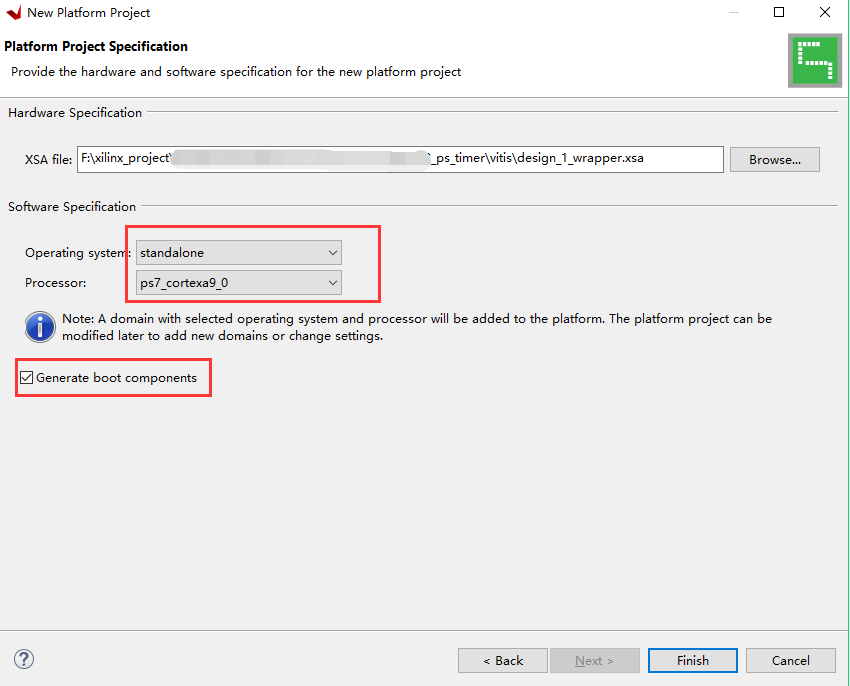 New Platform Project
Platform Project Specification
Provide the hardware and software specification for the new platform project
Hardware Specification
XSA file: F:\xilinx_project\ _ps_timer\vitis\design_1_wrapper.xsa Browse...
Software Specification
Operating system: standalone
Processor: ps7_cortexa9_0
Note: A domain with selected operating system and processor will be added to the platform. The platform project can be
modified later to add new domains or change settings.
Generate boot components
< Back Next > Finish Cancel